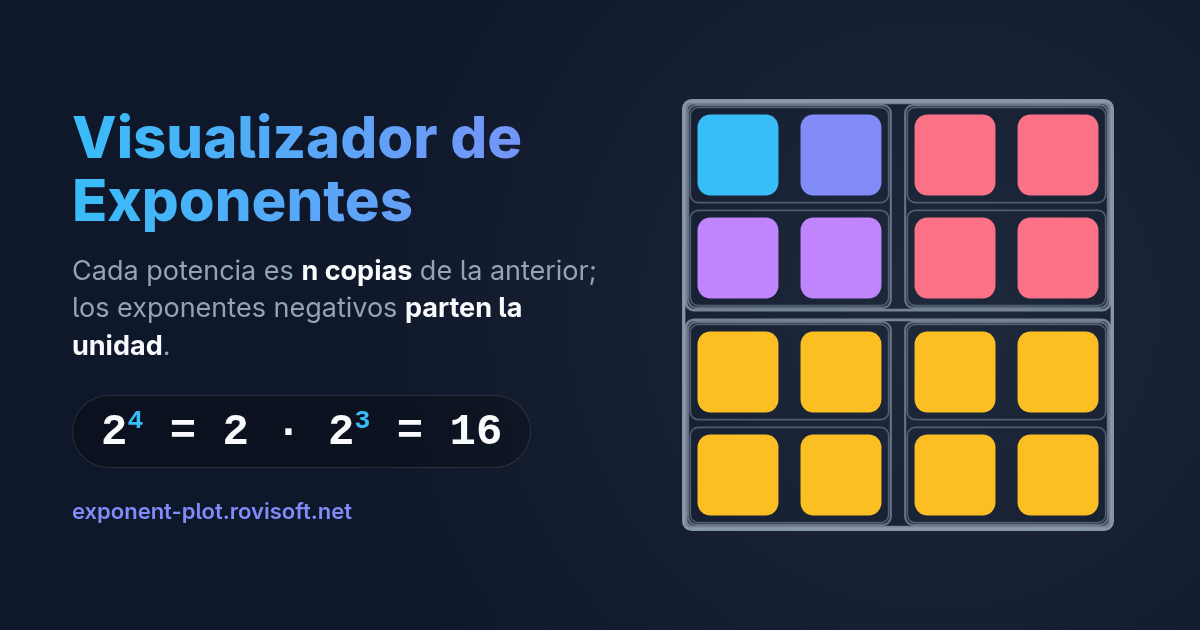 Visualizador de
Exponentes
Cada potencia es n copias de la anterior;
los exponentes negativos parten la
unidad.
2⁴ = 2 · 2³ = 16
exponent-plot.rovisoft.net